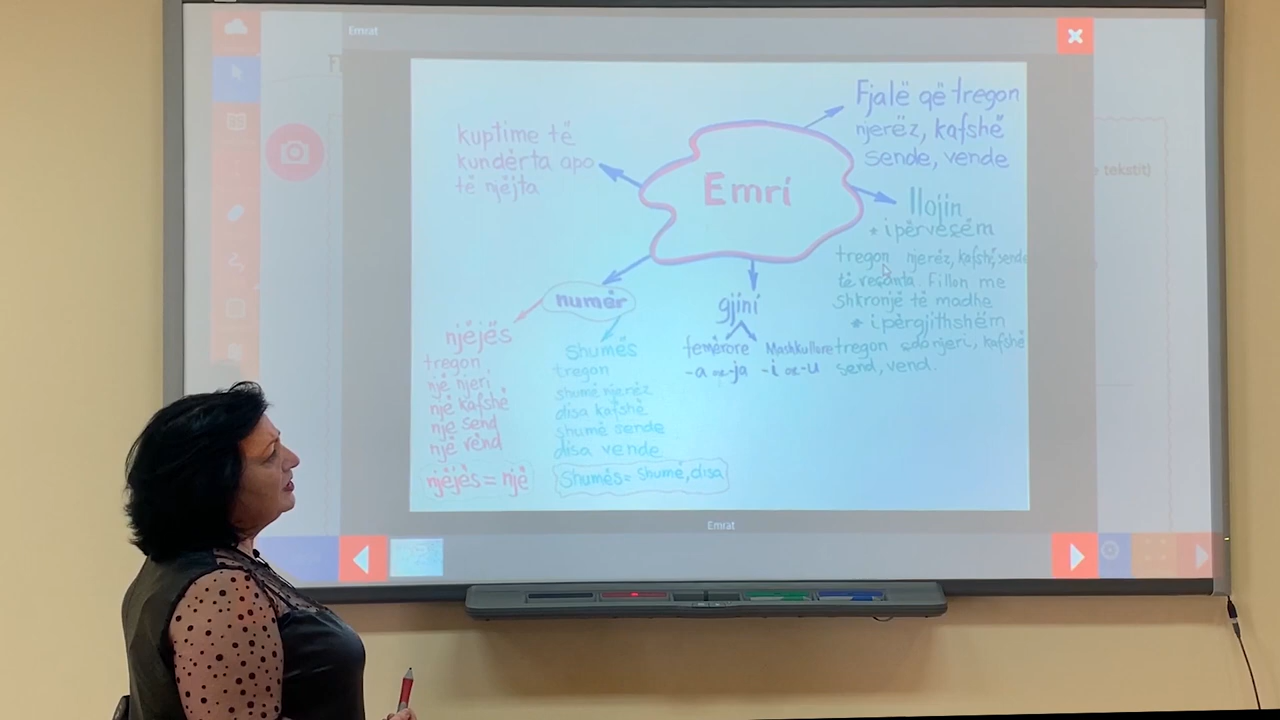 Emrat
Fjalë që tregon
njerëz, kafshë
sende, vende
kuptime të
kundërta apo
të njëjta
Emri
llojin
* i përveçëm
tregon njerëz, kafshë, sende
të veçanta. Fillon me
shkronjë të madhe
* i përgjithshëm
tregon çdo njeri, kafshë
send, vend.
numër
gjini
femërore Mashkullore
-a ose -ja -i ose -u
njëjës
tregon
një njeri
një kafshë
një send
një vend
njëjës = një
Shumës
tregon
shumë njerëz
disa kafshë
shumë sende
disa vende
Shumës = Shumë, disa
Emrat
tekstit)